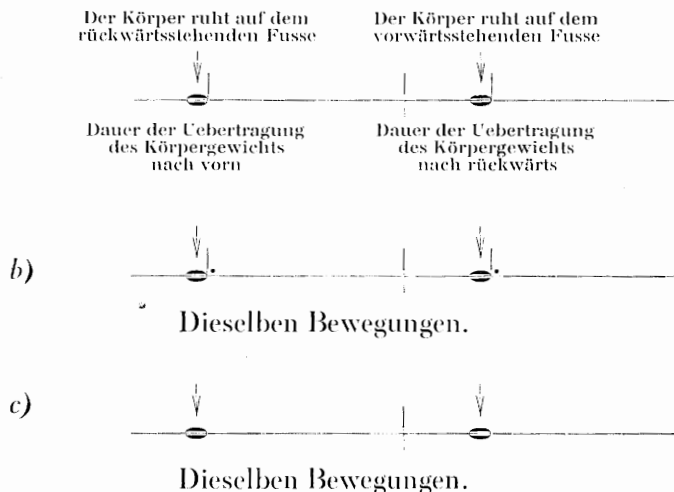 Der Körper ruht auf dem
rückwärtsstehenden Fusse
Der Körper ruht auf dem
vorwärtsstehenden Fusse
Dauer der Uebertragung
des Körpergewichts
nach vorn
Dauer der Uebertragung
des Körpergewichts
nach rückwärts
b)
Dieselben Bewegungen.
c)
Dieselben Bewegungen.